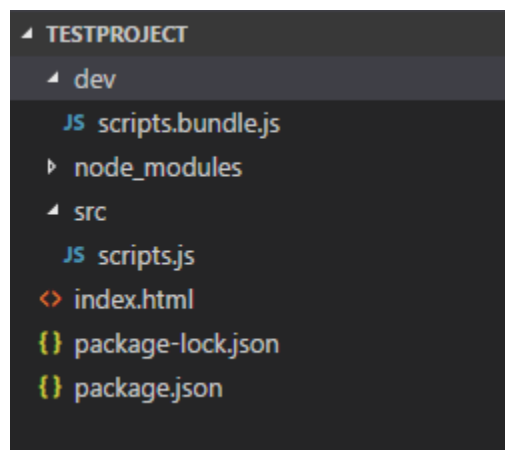 TESTPROJECT
dev
JS scripts.bundle.js
node_modules
src
JS scripts.js
<> index.html
{} package-lock.json
{} package.json